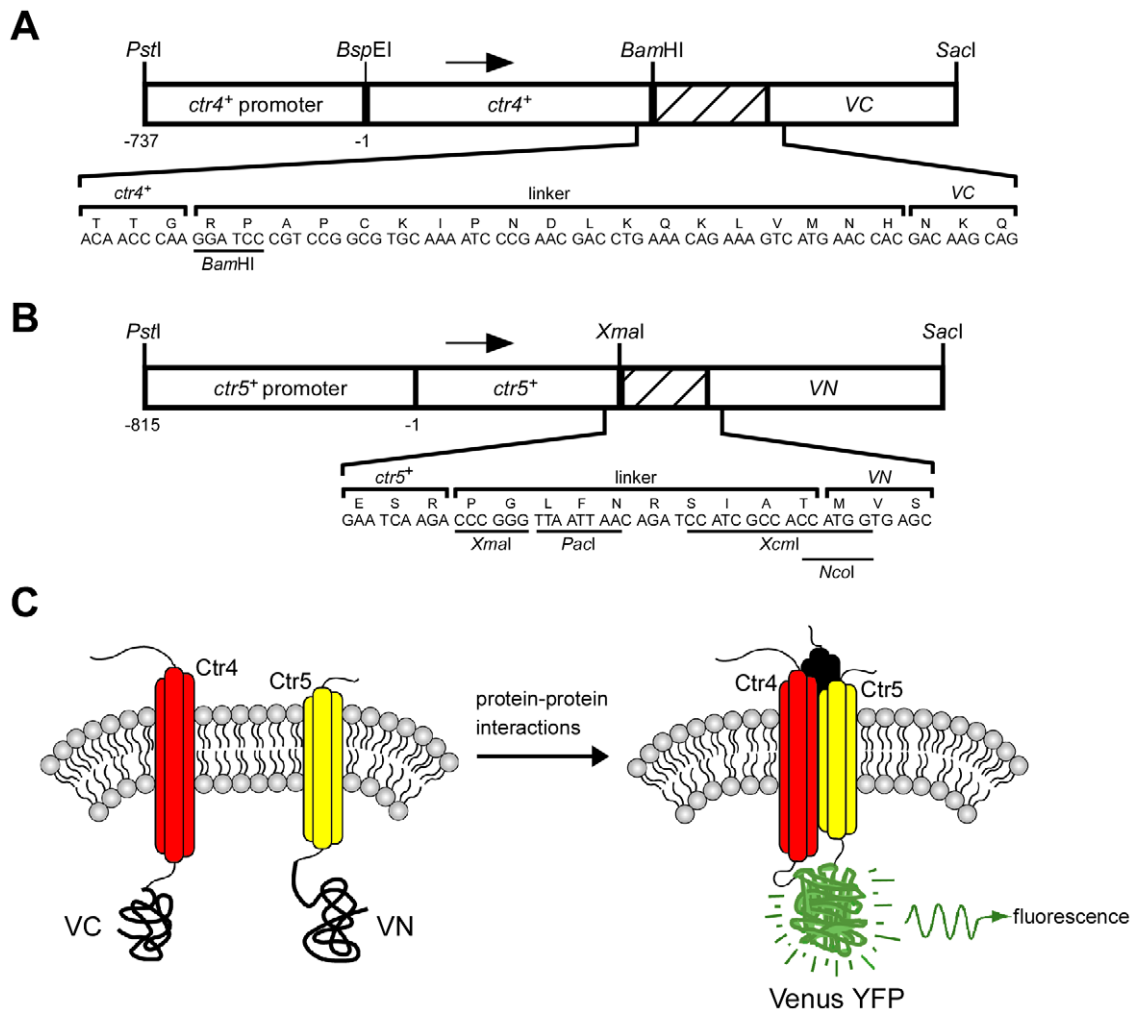 A
PstI BspEI BamHI SacI
ctr4+ promoter ctr4+ VC
-737 -1
ctr4+ linker VC
T T G R P A P C K I P N D L K Q K L V M N H N K Q
ACA ACC CAA GGA TCC CGT CCG GCG TGC AAA ATC CCG AAC GAC CTG AAA CAG AAA GTC ATG AAC CAC GAC AAG CAG
BamHI
B
PstI XmaI SacI
ctr5+ promoter ctr5+ VN
-815 -1
ctr5+ linker VN
E S R P G L F N R S I A T M V S
GAA TCA AGA CCC GGG TTA ATT AAC AGA TCC ATC GCC ACC ATG GTG AGC
XmaI PacI XcmI
NcoI
C
Ctr4 Ctr5
protein-protein
interactions
Ctr4 Ctr5
VC VN
fluorescence
Venus YFP